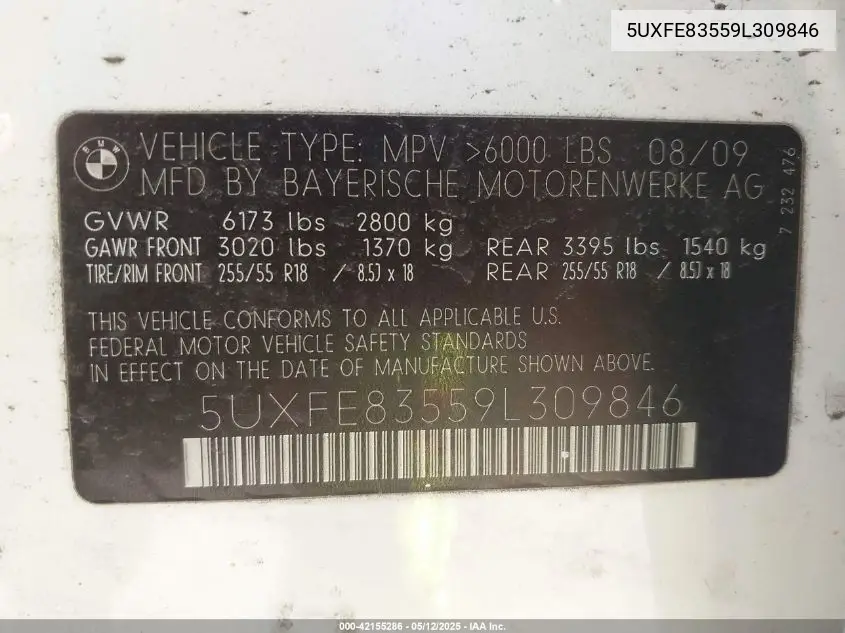 5UXFE83559L309846
BMW
VEHICLE TYPE: MPV >6000 LBS 08/09
MFD BY BAYERISCHE MOTORENWERKE AG
7 232 476
GVWR 6173 lbs 2800 kg
GAWR FRONT 3020 lbs 1370 kg REAR 3395 lbs 1540 kg
TIRE/RIM FRONT 255/55 R18 / 8.5J x 18 REAR 255/55 R18 / 8.5J x 18
THIS VEHICLE CONFORMS TO ALL APPLICABLE U.S.
FEDERAL MOTOR VEHICLE SAFETY STANDARDS
IN EFFECT ON THE DATE OF MANUFACTURE SHOWN ABOVE.
5UXFE83559L309846
000-42155286 - 05/12/2025 - IAA Inc.